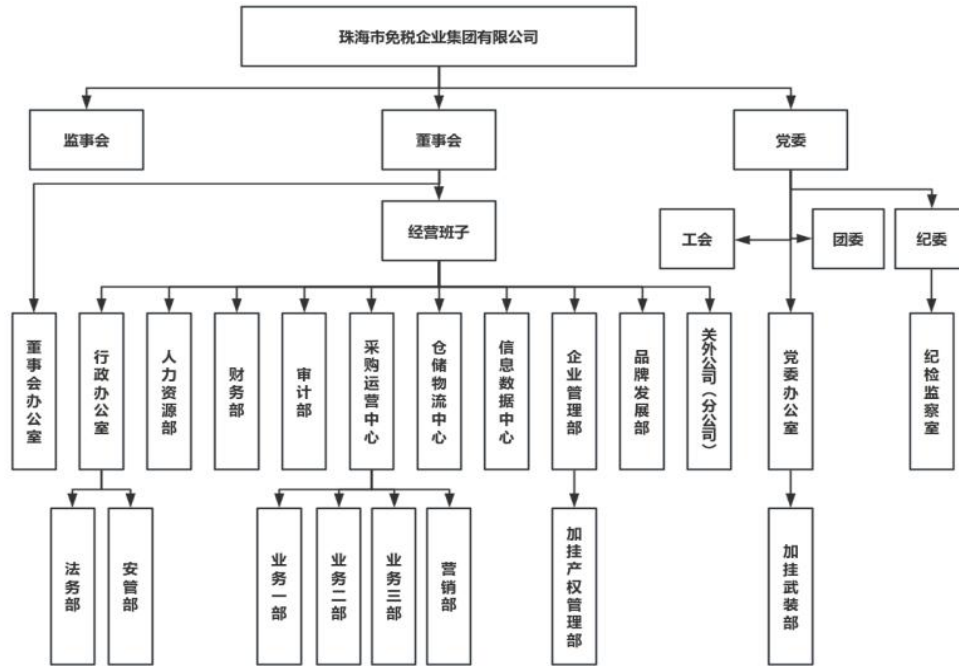 珠海市免税企业集团有限公司
监事会
董事会
党委
经营班子
工会
团委
纪委
董事会办公室
行政办公室
人力资源部
财务部
审计部
采购运营中心
仓储物流中心
信息数据中心
企业管理部
品牌发展部
关外公司（分公司）
党委办公室
纪检监察室
法务部
安管部
业务一部
业务二部
业务三部
营销部
加挂产权管理部
加挂武装部